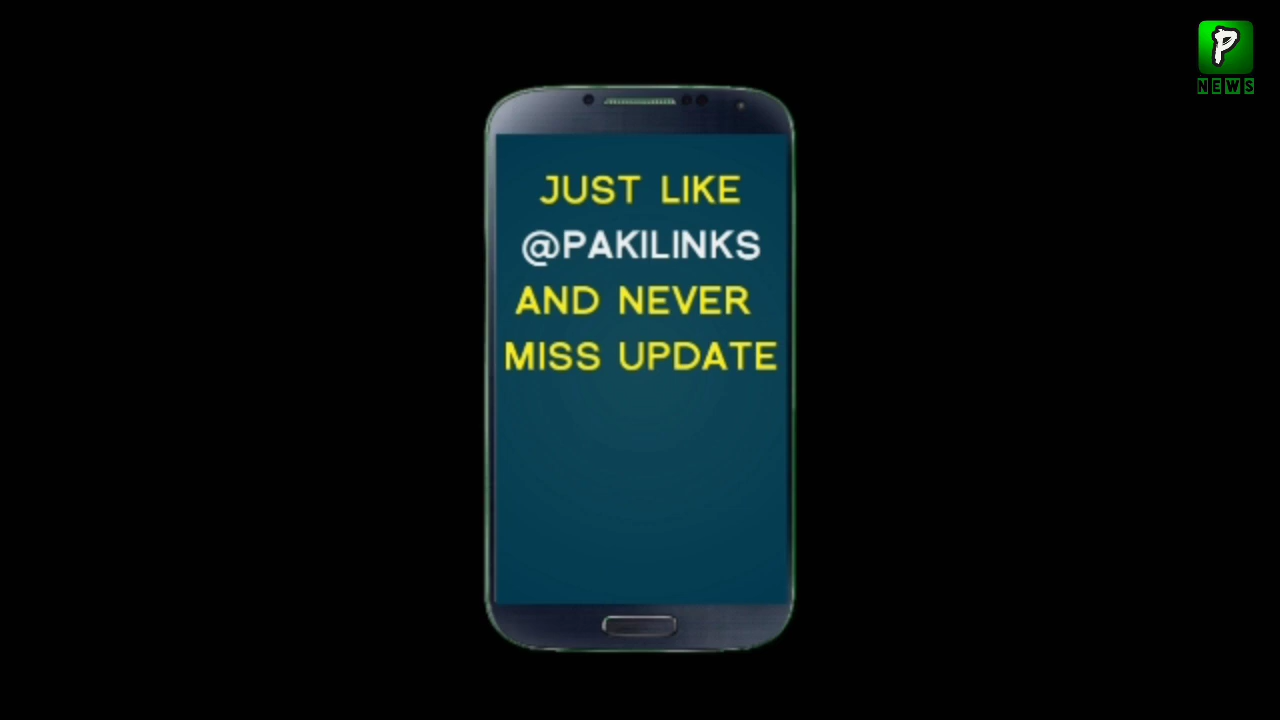 P
NEWS
JUST LIKE
@PAKILINKS
AND NEVER
MISS UPDATE